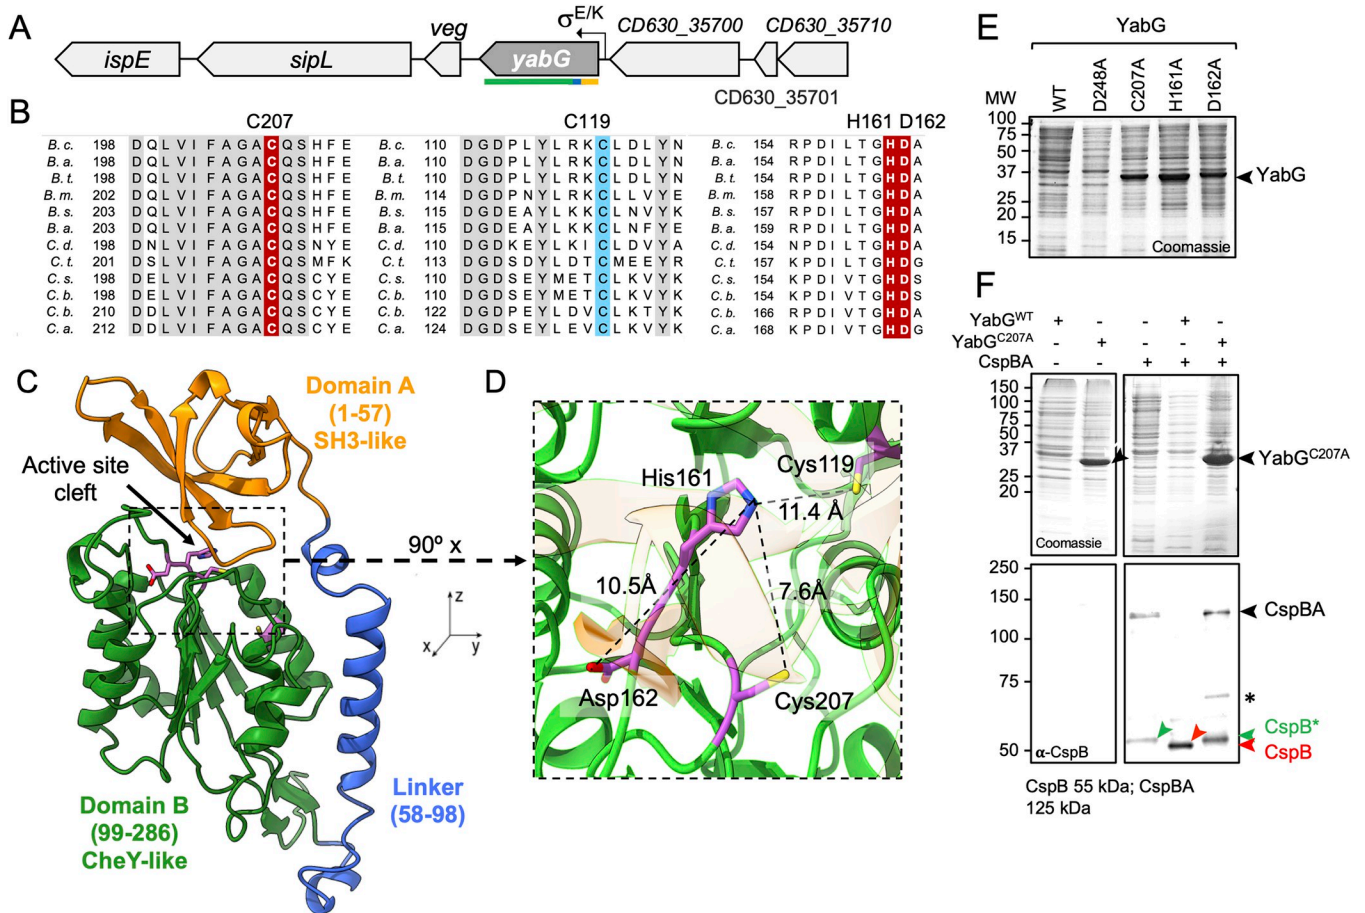 A
ispE
sipL
veg
yabG
σE/K
CD630_35700
CD630_35710
CD630_35701
B
C207
B. c. 198 D Q L V I F A G A C Q S H F E
B. a. 198 D Q L V I F A G A C Q S H F E
B. t. 198 D Q L V I F A G A C Q S H F E
B. m. 202 D Q L V I F A G A C Q S H F E
B. s. 203 D Q L V I F A G A C Q S H F E
B. a. 203 D Q L V I F A G A C Q S H F E
C. d. 198 D N L V I F A G A C Q S N Y E
C. t. 201 D S L V I F A G A C Q S M F K
C. s. 198 D E L V I F A G A C Q S C Y E
C. b. 198 D E L V I F A G A C Q S C Y E
C. b. 210 D D L V I F A G A C Q S C Y E
C. a. 212 D D L V I F A G A C Q S C Y E
C119
B. c. 110 D G D P L Y L R K C L D L Y N
B. a. 110 D G D P L Y L R K C L D L Y N
B. t. 110 D G D P L Y L R K C L D L Y N
B. m. 114 D G D P N Y L R K C L L V Y E
B. s. 115 D G D E A Y L K K C L N V Y K
B. a. 115 D G D E A Y L K K C L N F Y E
C. d. 110 D G D K E Y L K I C L D V Y A
C. t. 113 D G D S D Y L D T C M E E Y R
C. s. 110 D G D S E Y M E T C L K V Y K
C. b. 110 D G D S E Y M E T C L K V Y K
C. b. 122 D G D P E Y L D V C L K T Y K
C. a. 124 D G D S E Y L E V C L K T Y K
H161 D162
B. c. 154 R P D I L T G H D A
B. a. 154 R P D I L T G H D A
B. t. 154 R P D I L T G H D A
B. m. 158 R P D I L T G H D A
B. s. 157 R P D I L T G H D A
B. a. 159 R P D I L T G H D A
C. d. 154 N P D I L T G H D A
C. t. 157 K P D I L T G H D G
C. s. 154 K P D I V T G H D S
C. b. 154 K P D I V T G H D S
C. b. 166 R P D I V T G H D A
C. a. 168 K P D I V T G H D G
C
Domain A
(1-57)
SH3-like
Active site
cleft
90º x
z
x
y
Domain B
(99-286)
CheY-like
Linker
(58-98)
D
His161
Cys119
11.4 Å
10.5Å
7.6Å
Asp162
Cys207
E
YabG
MW
WT
D248A
C207A
H161A
D162A
100
75
50
37
25
20
15
YabG
Coomassie
F
YabGWT + - - + -
YabGC207A - + - - +
CspBA - - + + +
150
100
75
50
37
25
20
YabGC207A
Coomassie
250
150
100
75
50
CspBA
*
CspB*
CspB
α-CspB
CspB 55 kDa; CspBA
125 kDa